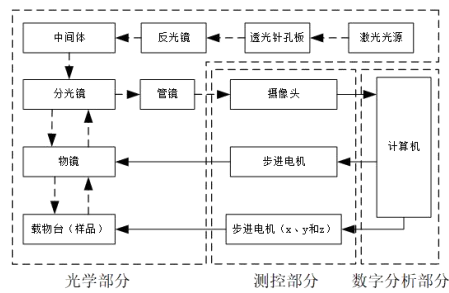 中间体 反光镜 透光针孔板 激光光源
分光镜 管镜 摄像头
计算机
物镜 步进电机
载物台（样品） 步进电机（x、y和z）
光学部分 测控部分 数字分析部分